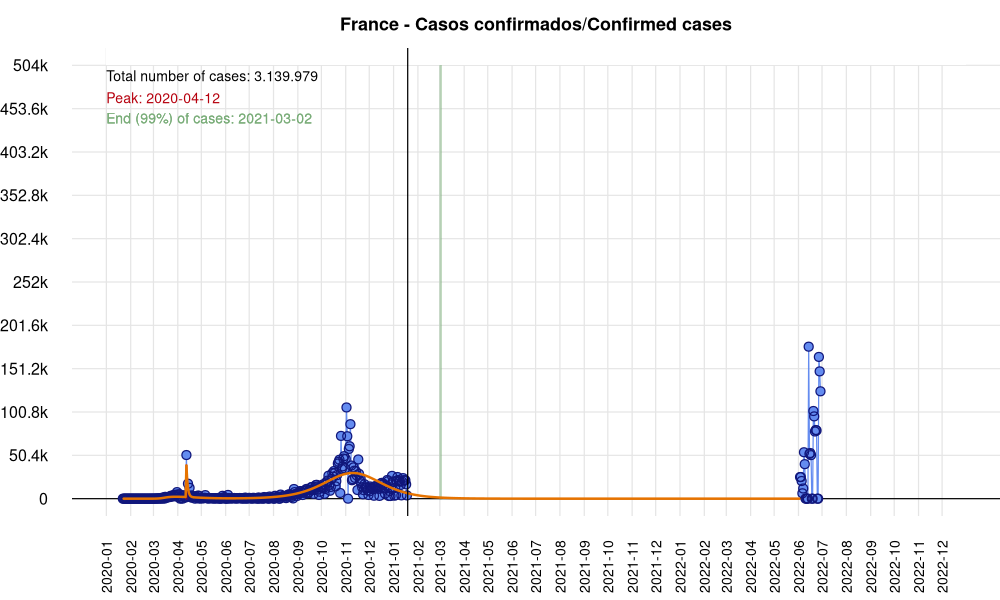 France - Casos confirmados/Confirmed cases
504k
453.6k
403.2k
352.8k
302.4k
252k
201.6k
151.2k
100.8k
50.4k
0
Total number of cases: 3.139.979
Peak: 2020-04-12
End (99%) of cases: 2021-03-02
2020-01
2020-02
2020-03
2020-04
2020-05
2020-06
2020-07
2020-08
2020-09
2020-10
2020-11
2020-12
2021-01
2021-02
2021-03
2021-04
2021-05
2021-06
2021-07
2021-08
2021-09
2021-10
2021-11
2021-12
2022-01
2022-02
2022-03
2022-04
2022-05
2022-06
2022-07
2022-08
2022-09
2022-10
2022-11
2022-12